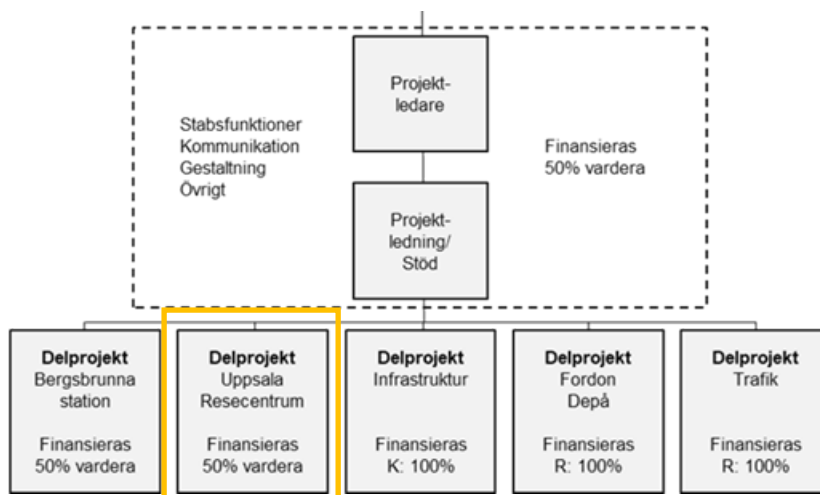 Projekt-
ledare
Stabsfunktioner
Kommunikation
Gestaltning
Övrigt
Finansieras
50% vardera
Projekt-
ledning/
Stöd
Delprojekt
Bergsbrunna
station
Finansieras
50% vardera
Delprojekt
Uppsala
Resecentrum
Finansieras
50% vardera
Delprojekt
Infrastruktur
Finansieras
K: 100%
Delprojekt
Fordon
Depå
Finansieras
R: 100%
Delprojekt
Trafik
Finansieras
R: 100%